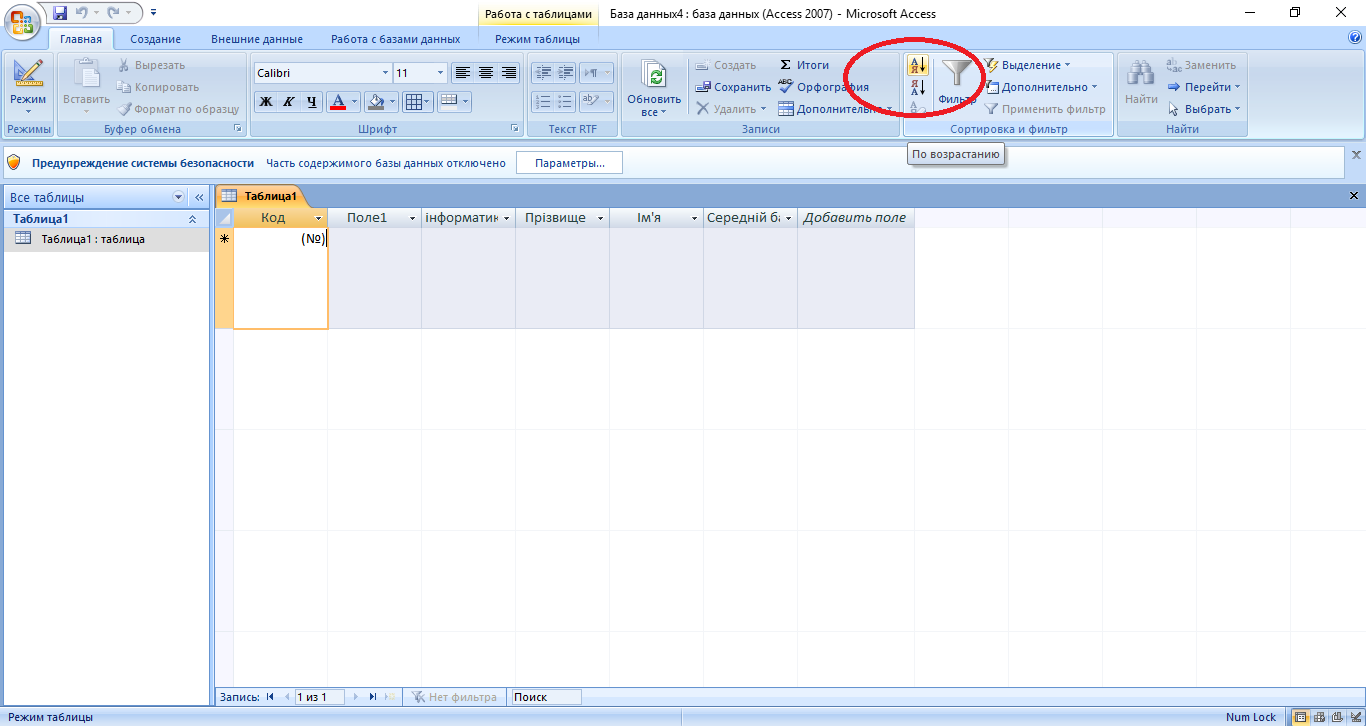 Работа с таблицами База данных4 : база данных (Access 2007) - Microsoft Access
Главная Создание Внешние данные Работа с базами данных Режим таблицы
Режим
Режимы
Вставить
Вырезать
Копировать
Формат по образцу
Буфер обмена
Calibri 11
Ж К Ч А
Шрифт
Текст RTF
Обновить
все
Создать
Сохранить
Удалить
Σ Итоги
ABC Орфография
Дополнительно
Записи
А
Я
Я
А
Фильтр
Выделение
Дополнительно
Применить фильтр
Сортировка и фильтр
Найти
Заменить
Перейти
Выбрать
Найти
По возрастанию
Предупреждение системы безопасности Часть содержимого базы данных отключено Параметры...
Все таблицы «
Таблица1
Таблица1 : таблица
Таблица1
Код Поле1 інформатик Прізвище Ім'я Середній ба Добавить поле
(№)
Запись: 1 из 1 Нет фильтра Поиск
Режим таблицы Num Lock